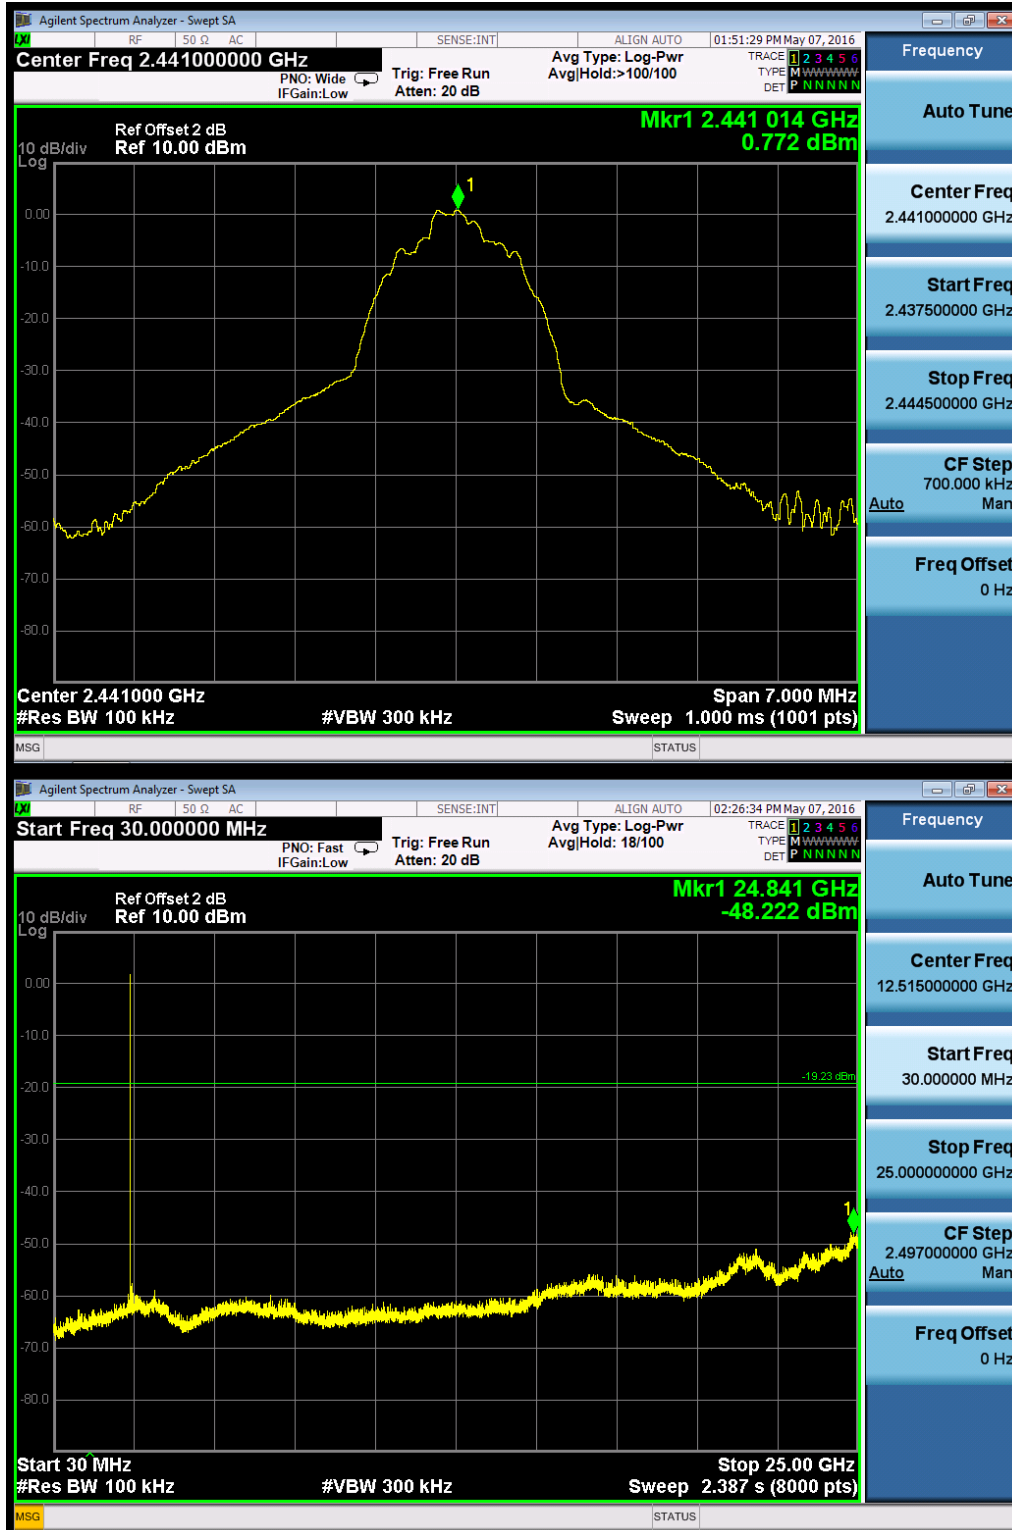 Agilent Spectrum Analyzer - Swept SA
LXI RF 50 Ω AC SENSE:INT ALIGN AUTO 01:51:29 PM May 07, 2016
Center Freq 2.441000000 GHz
PNO: Wide
IFGain:Low
Trig: Free Run
Atten: 20 dB
Avg Type: Log-Pwr
Avg|Hold:>100/100
TRACE 1 2 3 4 5 6
TYPE M WWWWW
DET P N N N N N
Ref Offset 2 dB
Ref 10.00 dBm
10 dB/div
Log
Mkr1 2.441 014 GHz
0.772 dBm
1
0.00
-10.0
-20.0
-30.0
-40.0
-50.0
-60.0
-70.0
-80.0
Center 2.441000 GHz
#Res BW 100 kHz
#VBW 300 kHz
Span 7.000 MHz
Sweep 1.000 ms (1001 pts)
MSG
STATUS
Frequency
Auto Tune
Center Freq
2.441000000 GHz
Start Freq
2.437500000 GHz
Stop Freq
2.444500000 GHz
CF Step
700.000 kHz
Auto Man
Freq Offset
0 Hz
Agilent Spectrum Analyzer - Swept SA
LXI RF 50 Ω AC SENSE:INT ALIGN AUTO 02:26:34 PM May 07, 2016
Start Freq 30.000000 MHz
PNO: Fast
IFGain:Low
Trig: Free Run
Atten: 20 dB
Avg Type: Log-Pwr
Avg|Hold: 18/100
TRACE 1 2 3 4 5 6
TYPE M WWWWW
DET P N N N N N
Ref Offset 2 dB
Ref 10.00 dBm
10 dB/div
Log
Mkr1 24.841 GHz
-48.222 dBm
0.00
-10.0
-19.23 dBm
-20.0
-30.0
-40.0
1
-50.0
-60.0
-70.0
-80.0
Start 30 MHz
#Res BW 100 kHz
#VBW 300 kHz
Stop 25.00 GHz
Sweep 2.387 s (8000 pts)
MSG
STATUS
Frequency
Auto Tune
Center Freq
12.515000000 GHz
Start Freq
30.000000 MHz
Stop Freq
25.000000000 GHz
CF Step
2.497000000 GHz
Auto Man
Freq Offset
0 Hz